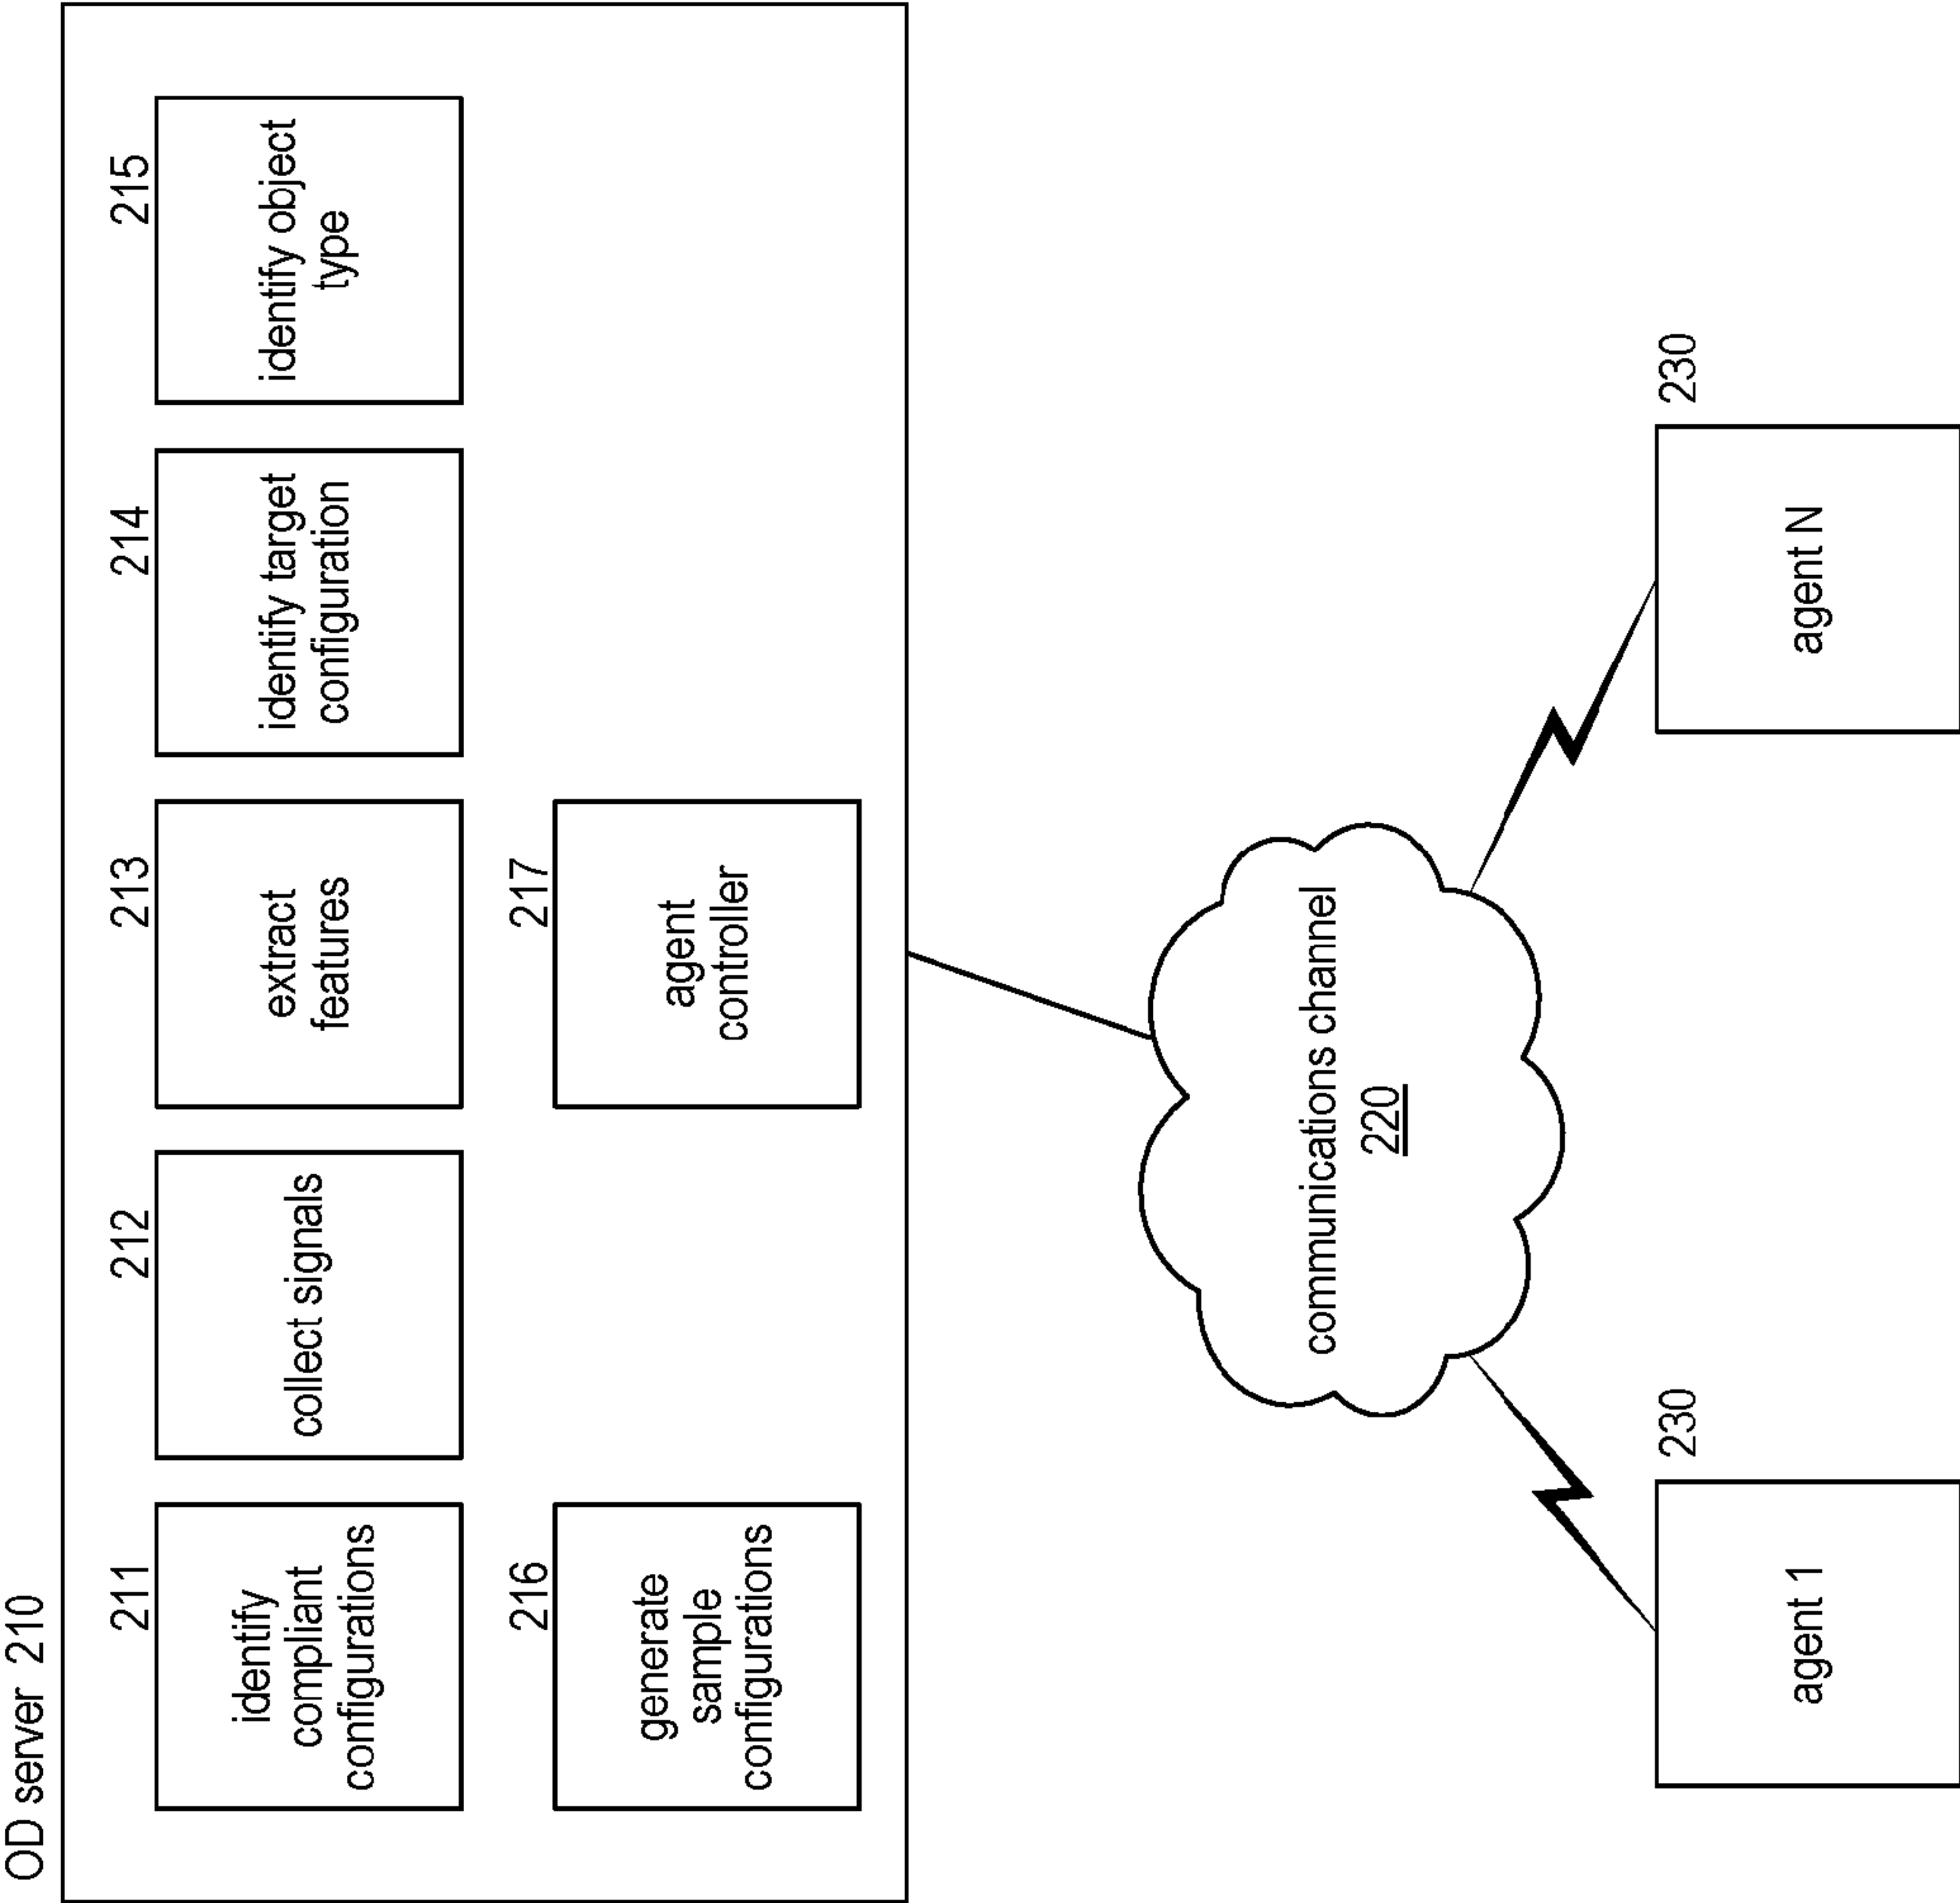 OD server 210
211
identify
compliant
configurations
212
collect signals
213
extract
features
214
identify target
configuration
215
identify object
type
216
generate
sample
configurations
217
agent
controller
communications channel
220
230
agent 1
230
agent N